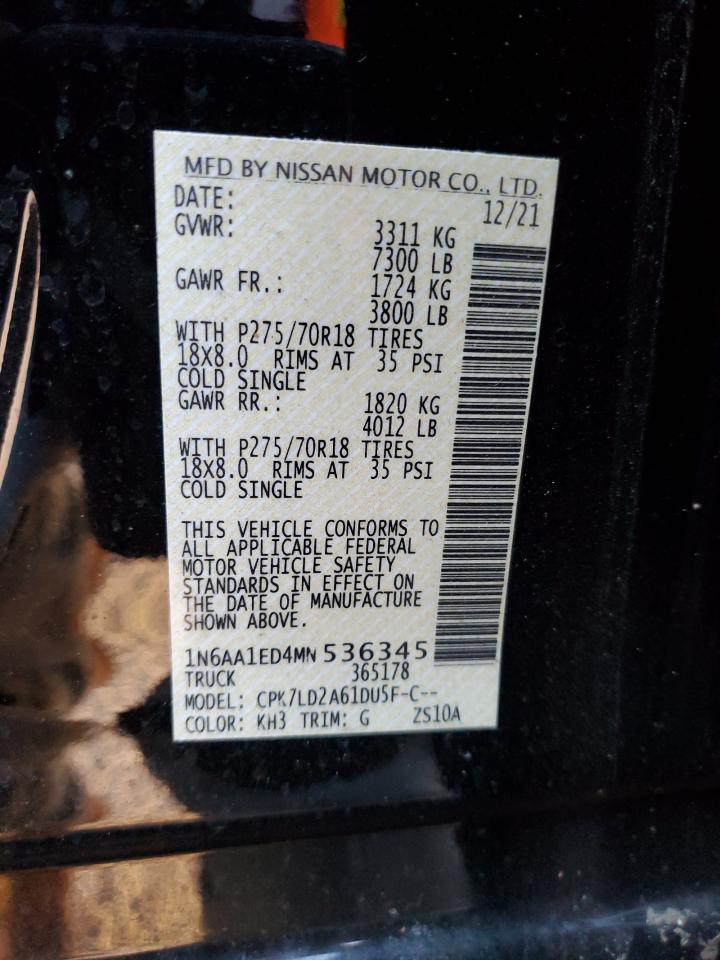 MFD BY NISSAN MOTOR CO., LTD.
DATE: 12/21
GVWR: 3311 KG
7300 LB
GAWR FR.: 1724 KG
3800 LB
WITH P275/70R18 TIRES
18X8.0 RIMS AT 35 PSI
COLD SINGLE
GAWR RR.: 1820 KG
4012 LB
WITH P275/70R18 TIRES
18X8.0 RIMS AT 35 PSI
COLD SINGLE
THIS VEHICLE CONFORMS TO
ALL APPLICABLE FEDERAL
MOTOR VEHICLE SAFETY
STANDARDS IN EFFECT ON
THE DATE OF MANUFACTURE
SHOWN ABOVE.
1N6AA1ED4MN536345
TRUCK 365178
MODEL: CPK7LD2A61DU5F-C--
COLOR: KH3 TRIM: G ZS10A